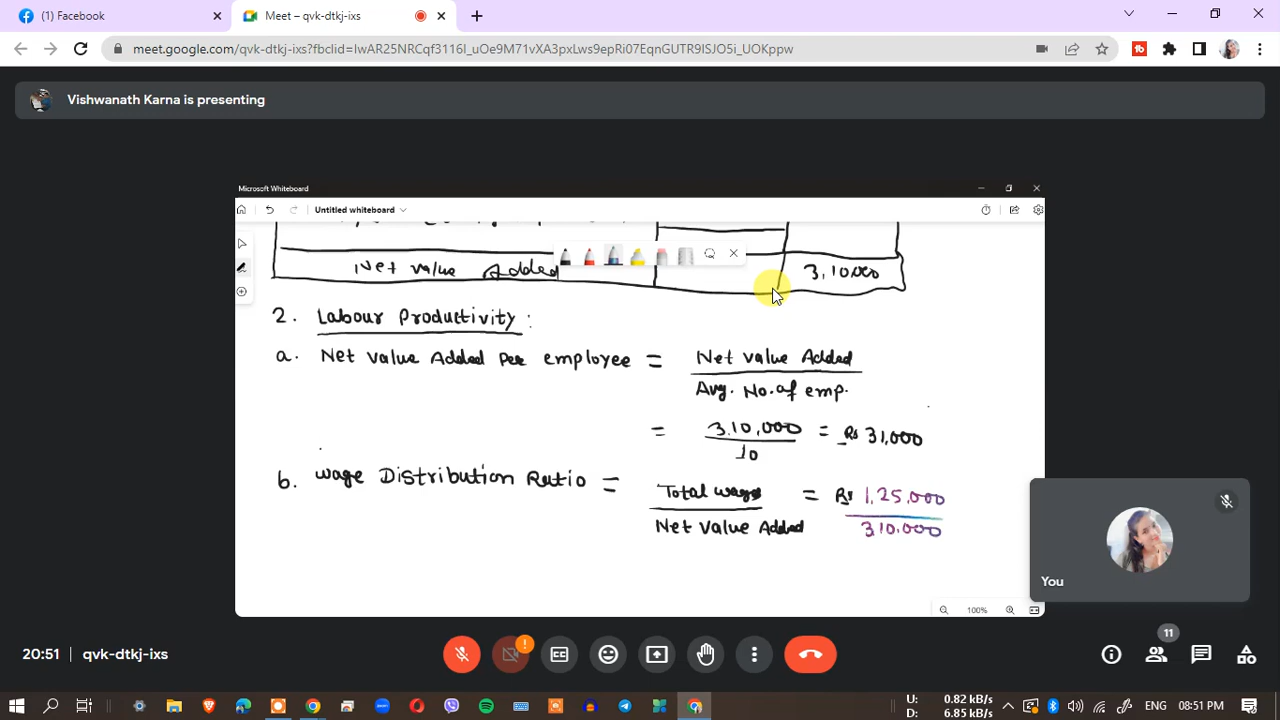 (1) Facebook
Meet – qvk-dtkj-ixs
meet.google.com/qvk-dtkj-ixs?fbclid=IwAR25NRCqf3116I_uOe9M71vXA3pxLws9epRi07EqnGUTR9ISJO5i_UOKppw
Vishwanath Karna is presenting
Microsoft Whiteboard
Untitled whiteboard
Net value Added 3,10,000
2. Labour Productivity:
a. Net value Added Per employee = Net value Added
Avg. No. of emp.
= 3,10,000 = Rs 31,000
10
b. Wage Distribution Ratio = Total wages = Rs 1,25,000
Net Value Added 310,000
You
100%
20:51 qvk-dtkj-ixs
11
U: 0.82 kB/s
D: 6.85 kB/s
ENG 08:51 PM